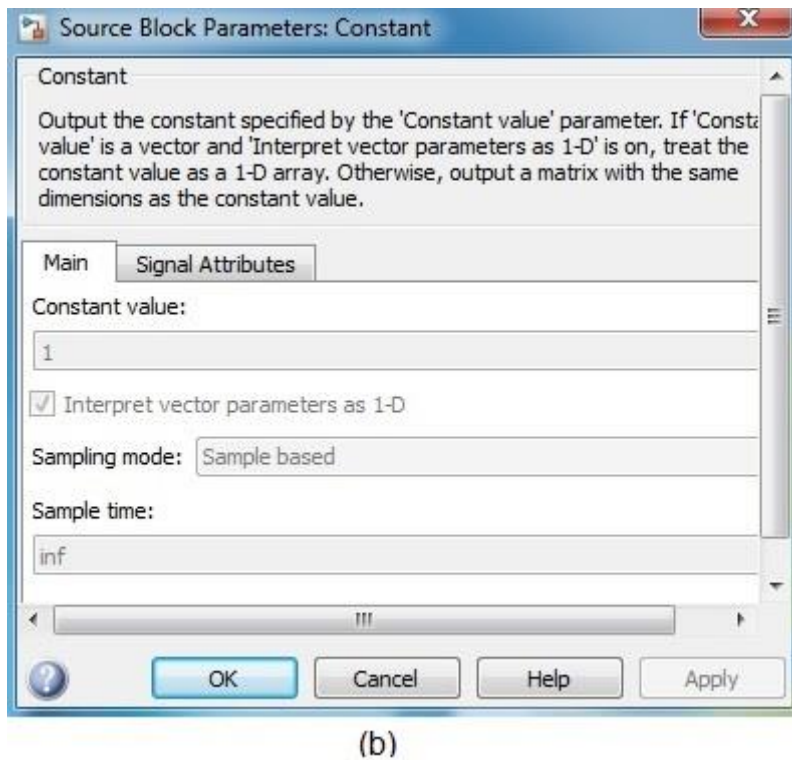 Source Block Parameters: Constant
Constant
Output the constant specified by the 'Constant value' parameter. If 'Consta
value' is a vector and 'Interpret vector parameters as 1-D' is on, treat the
constant value as a 1-D array. Otherwise, output a matrix with the same
dimensions as the constant value.
Main Signal Attributes
Constant value:
1
Interpret vector parameters as 1-D
Sampling mode: Sample based
Sample time:
inf
OK Cancel Help Apply
(b)